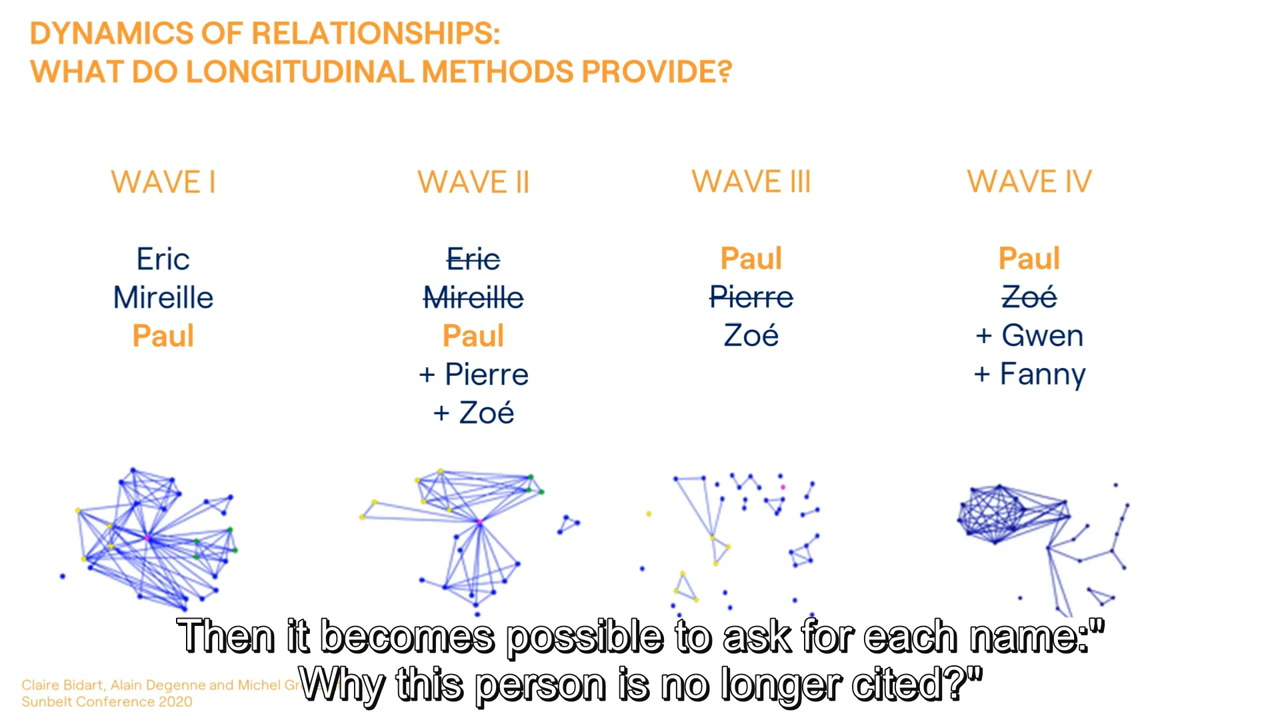 DYNAMICS OF RELATIONSHIPS:
WHAT DO LONGITUDINAL METHODS PROVIDE?
WAVE I
Eric
Mireille
Paul
WAVE II
Eric
Mireille
Paul
+ Pierre
+ Zoé
WAVE III
Paul
Pierre
Zoé
WAVE IV
Paul
Zoé
+ Gwen
+ Fanny
Then it becomes possible to ask for each name:"
Why this person is no longer cited?"
Claire Bidart, Alain Degenne and Michel
Sunbelt Conference 2020